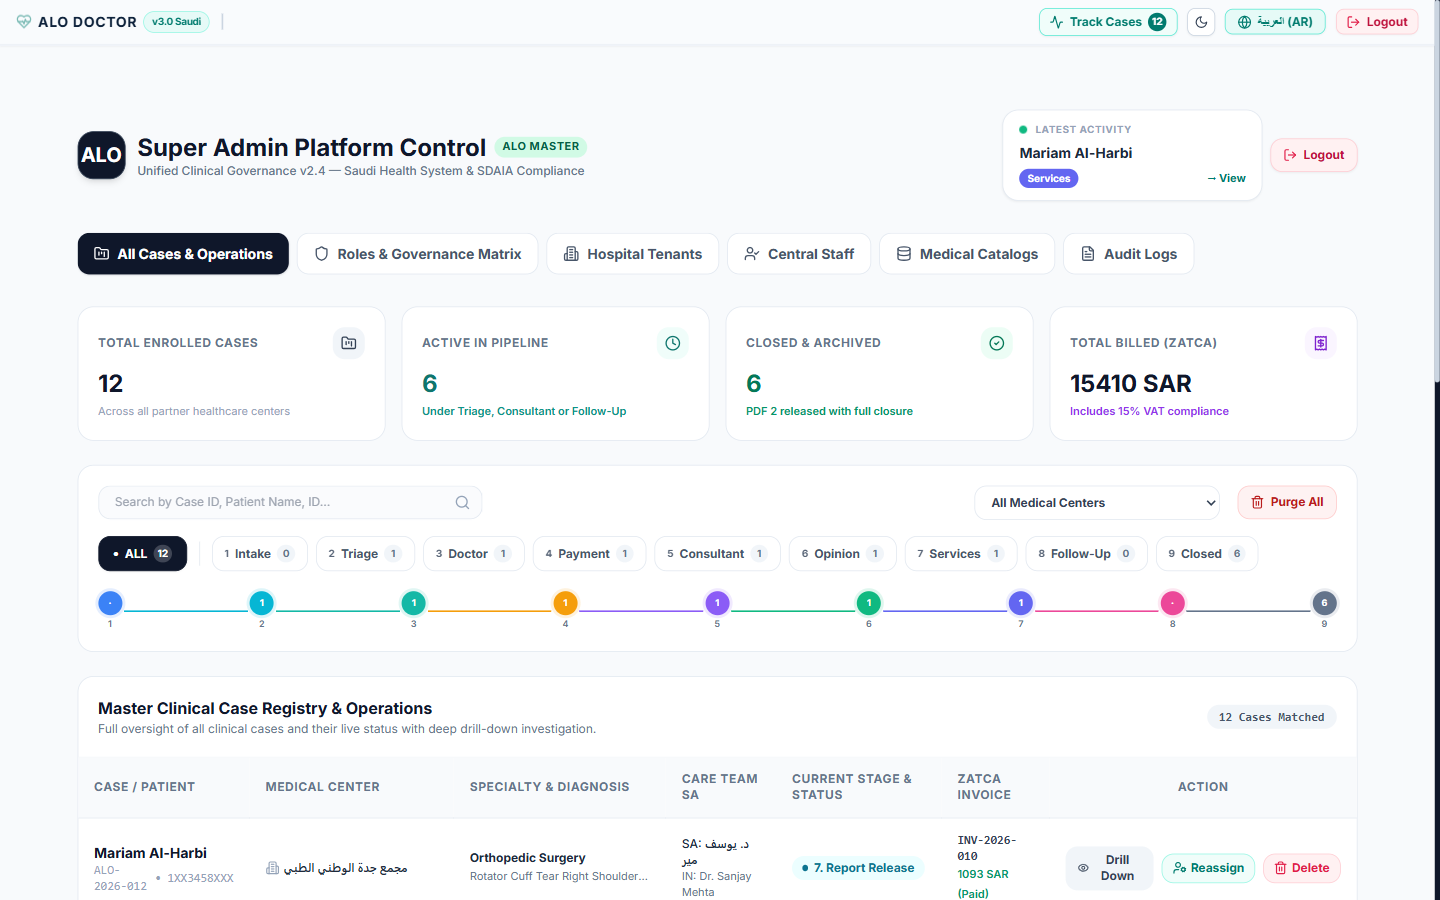 ALO DOCTOR v3.0 Saudi
Track Cases 12
العربية (AR)
Logout
ALO
Super Admin Platform Control ALO MASTER
Unified Clinical Governance v2.4 — Saudi Health System & SDAIA Compliance
LATEST ACTIVITY
Mariam Al-Harbi
Services
→ View
Logout
All Cases & Operations
Roles & Governance Matrix
Hospital Tenants
Central Staff
Medical Catalogs
Audit Logs
TOTAL ENROLLED CASES
12
Across all partner healthcare centers
ACTIVE IN PIPELINE
6
Under Triage, Consultant or Follow-Up
CLOSED & ARCHIVED
6
PDF 2 released with full closure
TOTAL BILLED (ZATCA)
15410 SAR
Includes 15% VAT compliance
Search by Case ID, Patient Name, ID...
All Medical Centers
Purge All
• ALL 12
1 Intake 0
2 Triage 1
3 Doctor 1
4 Payment 1
5 Consultant 1
6 Opinion 1
7 Services 1
8 Follow-Up 0
9 Closed 6
· 1 1 1 1 1 1 · 6
1 2 3 4 5 6 7 8 9
Master Clinical Case Registry & Operations
Full oversight of all clinical cases and their live status with deep drill-down investigation.
12 Cases Matched
CASE / PATIENT
MEDICAL CENTER
SPECIALTY & DIAGNOSIS
CARE TEAM
SA
CURRENT STAGE &
STATUS
ZATCA
INVOICE
ACTION
Mariam Al-Harbi
ALO-
2026-012 • 1XX3458XXX
مجمع جدة الوطني الطبي
Orthopedic Surgery
Rotator Cuff Tear Right Shoulder...
SA: د. يوسف
مير
IN: Dr. Sanjay
Mehta
• 7. Report Release
INV-2026-
010
1093 SAR
(Paid)
Drill
Down
Reassign
Delete